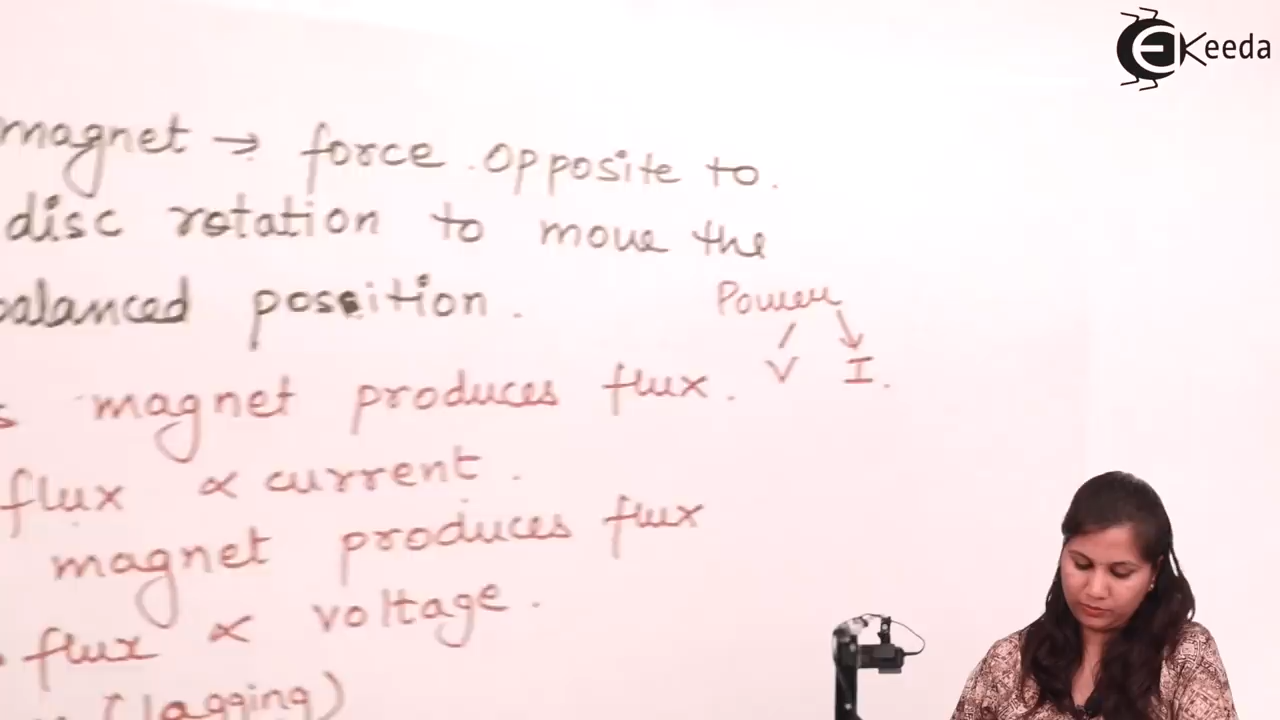 EKeeda
magnet → force opposite to.
disc rotation to move the
balanced position.
Power
V I.
s magnet produces flux.
flux ∝ current.
magnet produces flux
flux ∝ voltage.
(lagging)